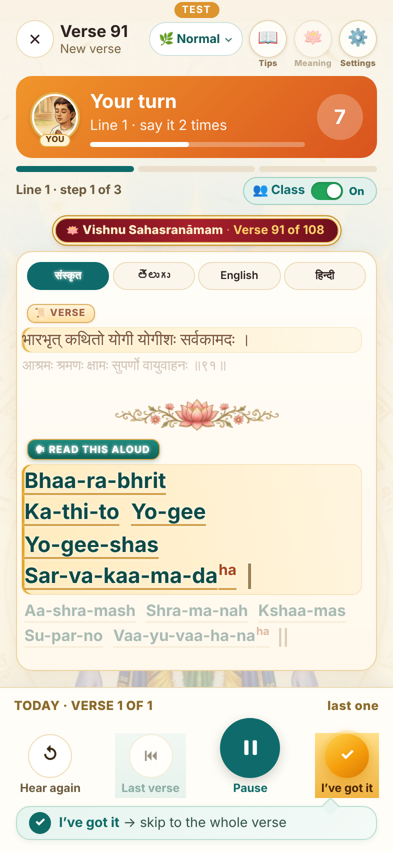 TEST
Verse 91
New verse
🌿 Normal
Tips
Meaning
Settings
Your turn
Line 1 · say it 2 times
YOU
7
Line 1 · step 1 of 3
👥 Class On
🪷 Vishnu Sahasranāmam · Verse 91 of 108
संस्कृत
తెలుగు
English
हिन्दी
📜 VERSE
भारभृत् कथितो योगी योगीशः सर्वकामदः ।
आश्रमः श्रमणः क्षामः सुपर्णो वायुवाहनः ॥९१॥
🗣 READ THIS ALOUD
Bhaa-ra-bhrit
Ka-thi-to Yo-gee
Yo-gee-shas
Sar-va-kaa-ma-daha |
Aa-shra-mash Shra-ma-nah Kshaa-mas
Su-par-no Vaa-yu-vaa-ha-naha ||
TODAY · VERSE 1 OF 1
last one
Hear again
Last verse
Pause
I’ve got it
I’ve got it → skip to the whole verse